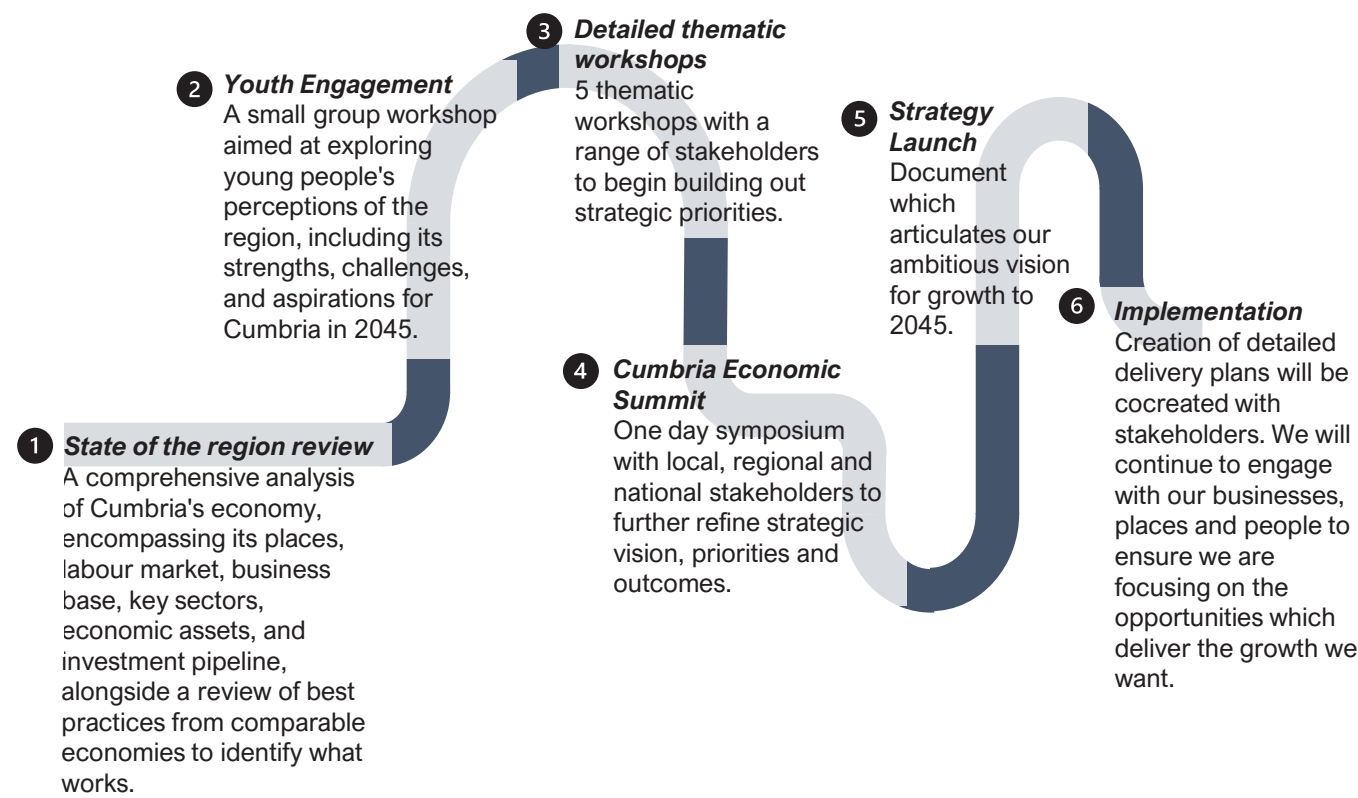 1
State of the region review
A comprehensive analysis
of Cumbria's economy,
encompassing its places,
labour market, business
base, key sectors,
economic assets, and
investment pipeline,
alongside a review of best
practices from comparable
economies to identify what
works.
2
Youth Engagement
A small group workshop
aimed at exploring
young people's
perceptions of the
region, including its
strengths, challenges,
and aspirations for
Cumbria in 2045.
3
Detailed thematic
workshops
5 thematic
workshops with a
range of stakeholders
to begin building out
strategic priorities.
4
Cumbria Economic
Summit
One day symposium
with local, regional and
national stakeholders to
further refine strategic
vision, priorities and
outcomes.
5
Strategy
Launch
Document
which
articulates our
ambitious vision
for growth to
2045.
6
Implementation
Creation of detailed
delivery plans will be
cocreated with
stakeholders. We will
continue to engage
with our businesses,
places and people to
ensure we are
focusing on the
opportunities which
deliver the growth we
want.